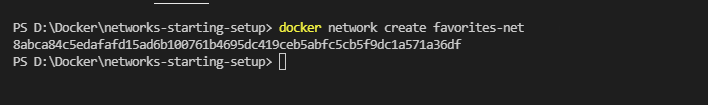 PS D:\Docker\networks-starting-setup> docker network create favorites-net
8abca84c5edafafd15ad6b100761b4695dc419ceb5abfc5cb5f9dc1a571a36df
PS D:\Docker\networks-starting-setup>